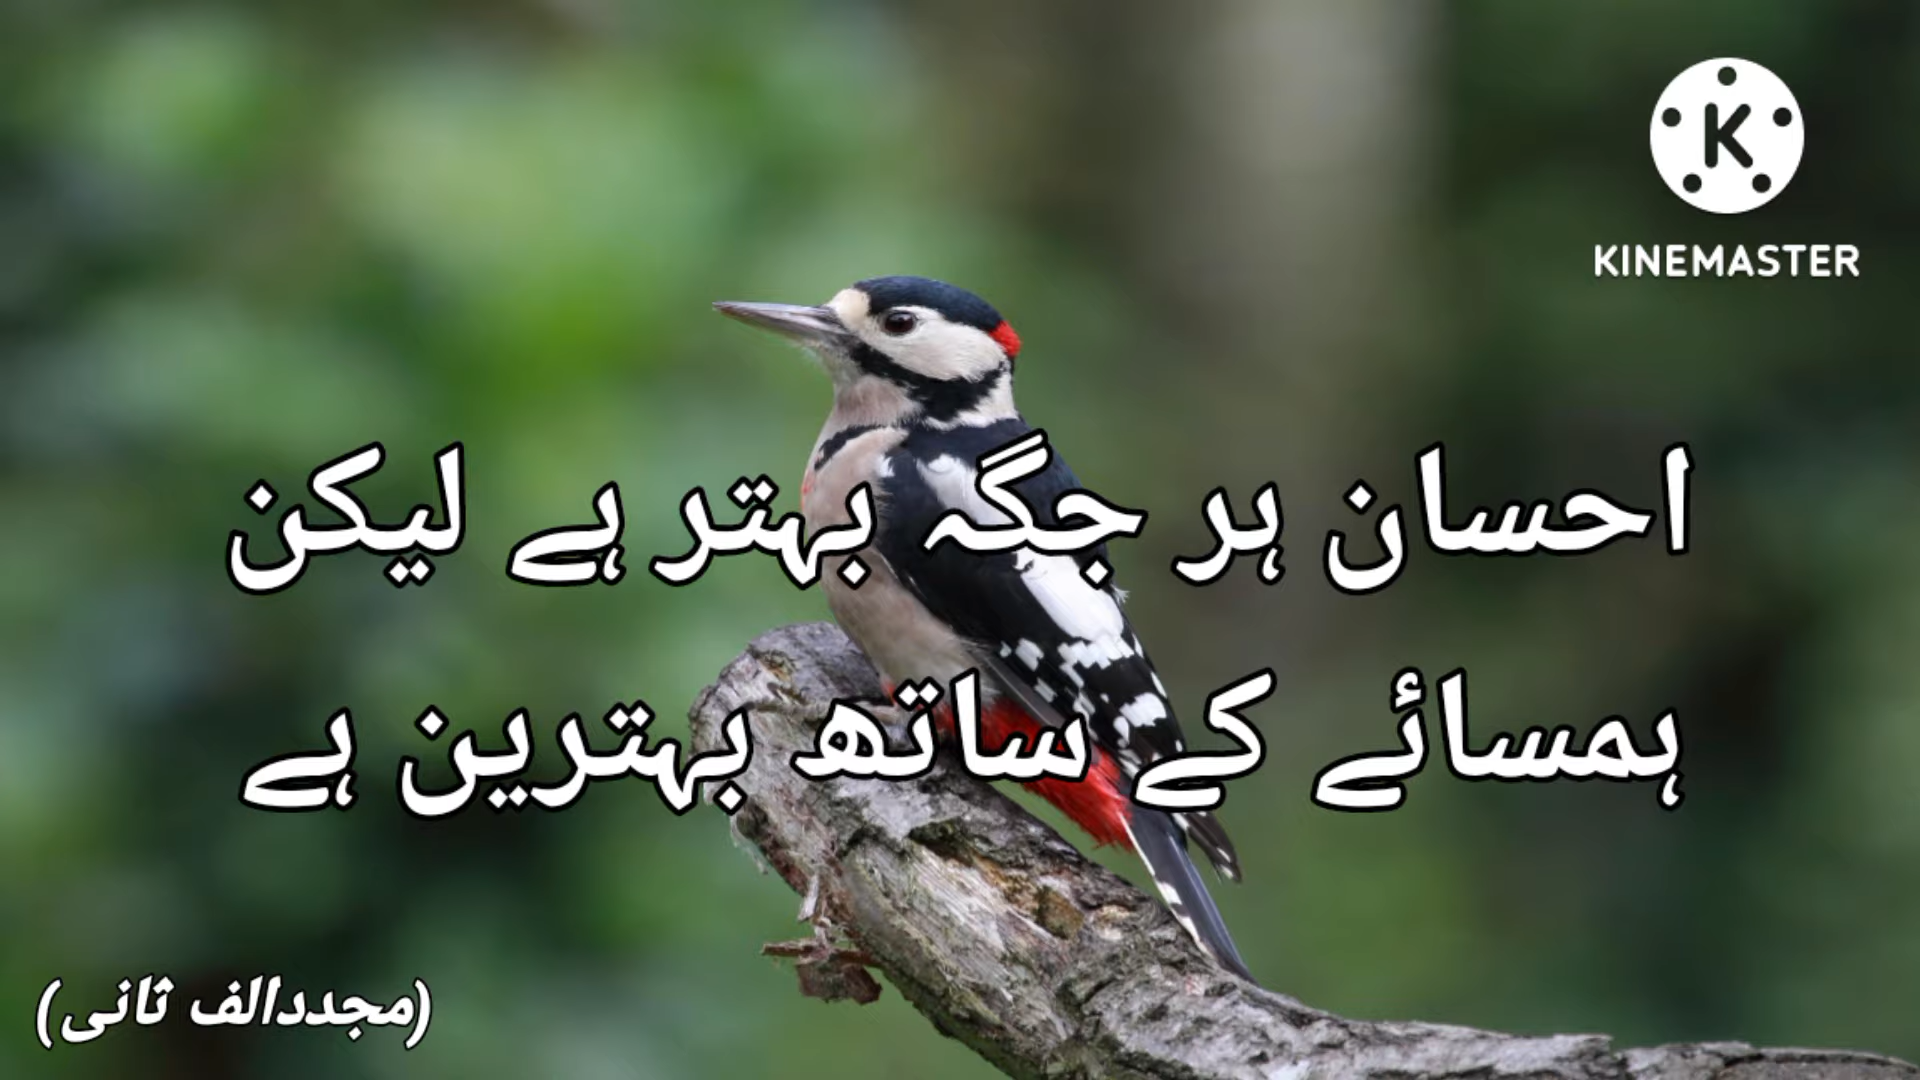 KINEMASTER
احسان ہر جگہ بہتر ہے لیکن
ہمسائے کے ساتھ بہترین ہے
(مجددالف ثانی)